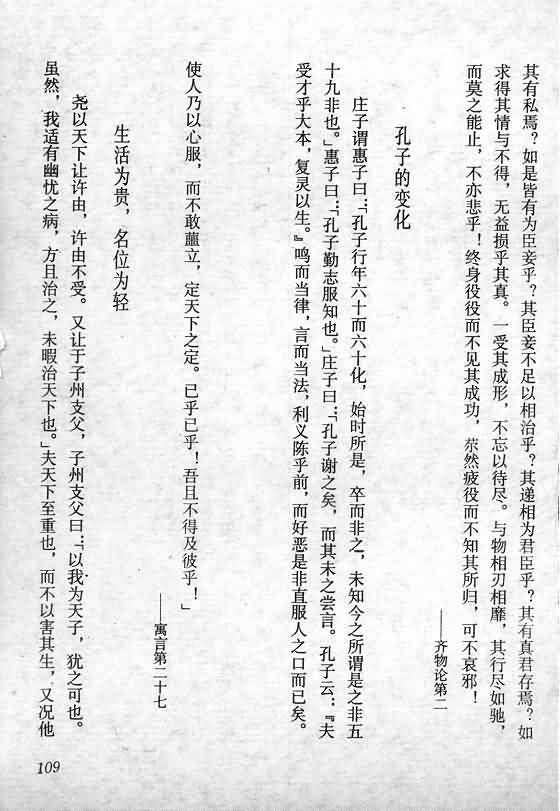 其有私焉？如是皆有为臣妾乎？其臣妾不足以相治乎？其递相为君臣乎？其有真君存焉？如
求得其情与不得，无益损乎其真。一受其成形，不忘以待尽。与物相刃相靡，其行尽如驰，
而莫之能止，不亦悲乎！终身役役而不见其成功，苶然疲役而不知其所归，可不哀邪！
——齐物论第二
孔子的变化
庄子谓惠子曰：「孔子行年六十而六十化，始时所是，卒而非之，未知今之所谓是之非五
十九非也。」惠子曰：「孔子勤志服知也。」庄子曰：「孔子谢之矣，而其未之尝言。孔子云：『夫
受才乎大本，复灵以生。』鸣而当律，言而当法，利义陈乎前，而好恶是非直服人之口而已矣。
使人乃以心服，而不敢蘁立，定天下之定。已乎已乎！吾且不得及彼乎！」
——寓言第二十七
生活为贵，名位为轻
尧以天下让许由，许由不受。又让于子州支父，子州支父曰：「以我为天子，犹之可也。
虽然，我适有幽忧之病，方且治之，未暇治天下也。」夫天下至重也，而不以害其生，又况他
109